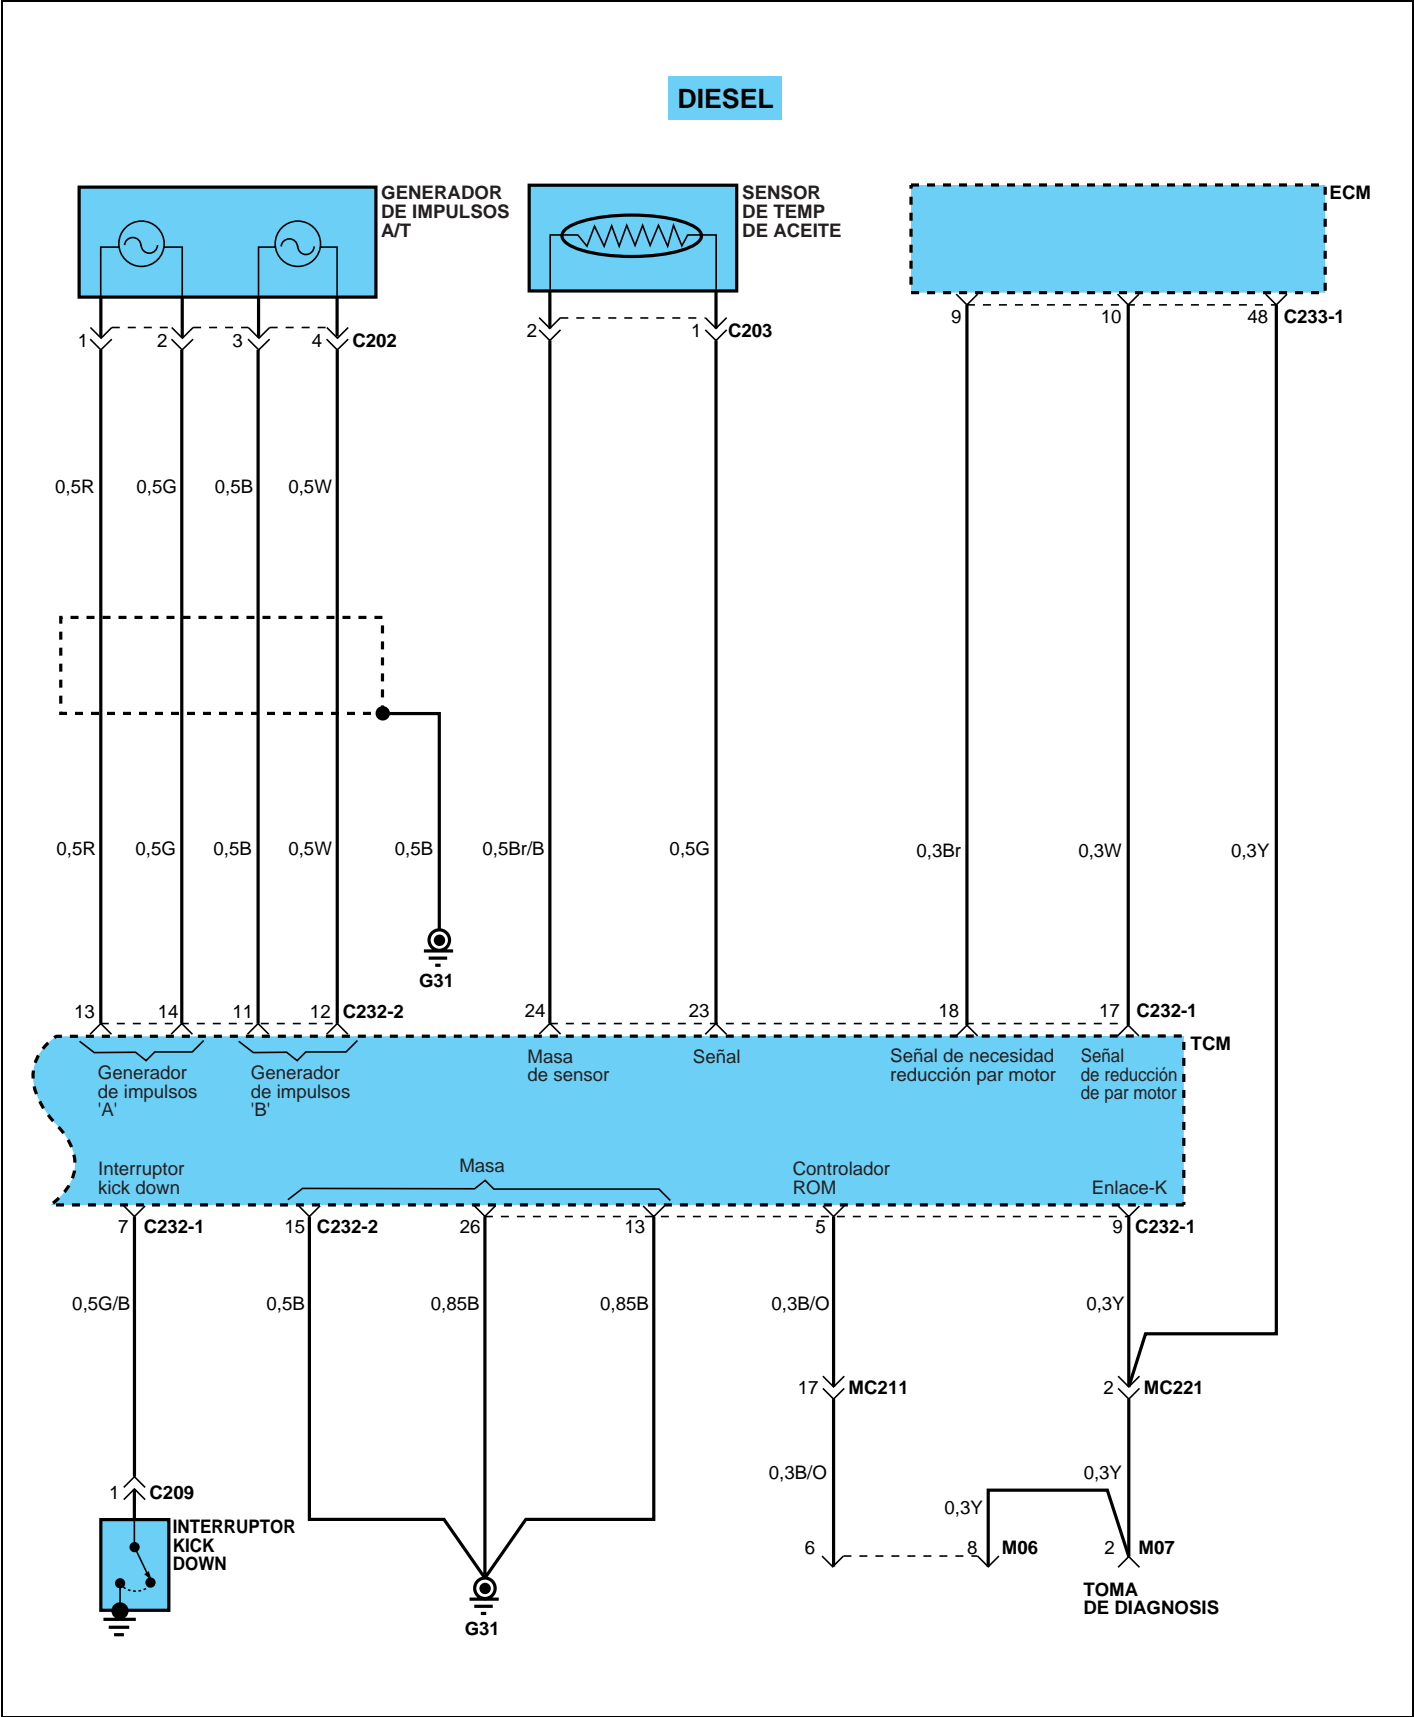 DIESEL
GENERADOR
DE IMPULSOS
A/T
SENSOR
DE TEMP
DE ACEITE
ECM
1
2
3
4
C202
2
1
C203
9
10
48
C233-1
0,5R
0,5G
0,5B
0,5W
0,5R
0,5G
0,5B
0,5W
0,5B
0,5Br/B
0,5G
0,3Br
0,3W
0,3Y
G31
13
14
11
12
C232-2
24
23
18
17
C232-1
TCM
Generador
de impulsos
'A'
Generador
de impulsos
'B'
Masa
de sensor
Señal
Señal de necesidad
reducción par motor
Señal
de reducción
de par motor
Interruptor
kick down
Masa
Controlador
ROM
Enlace-K
7
C232-1
15
C232-2
26
13
5
9
C232-1
0,5G/B
0,5B
0,85B
0,85B
0,3B/O
0,3Y
17
MC211
2
MC221
0,3B/O
0,3Y
0,3Y
1
C209
INTERRUPTOR
KICK
DOWN
6
8
M06
2
M07
TOMA
DE DIAGNOSIS
G31